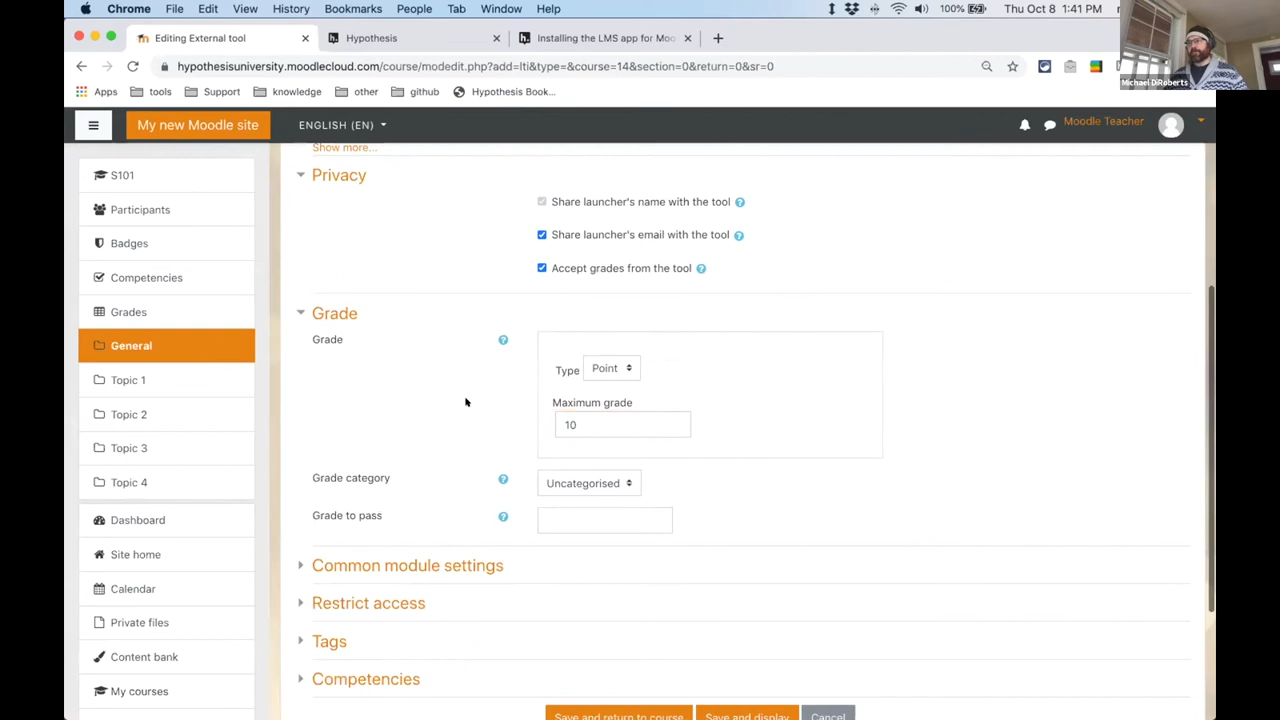 Chrome File Edit View History Bookmarks People Tab Window Help 100% Thu Oct 8 1:41 PM
Michael DiRoberts
Editing External tool Hypothesis Installing the LMS app for Moo
hypothesisuniversity.moodlecloud.com/course/modedit.php?add=lti&type=&course=14&section=0&return=0&sr=0
Apps tools Support knowledge other github Hypothesis Book...
My new Moodle site ENGLISH (EN) Moodle Teacher
S101
Participants
Badges
Competencies
Grades
General
Topic 1
Topic 2
Topic 3
Topic 4
Dashboard
Site home
Calendar
Private files
Content bank
My courses
Show more...
Privacy
Share launcher's name with the tool
Share launcher's email with the tool
Accept grades from the tool
Grade
Grade
Type Point
Maximum grade
10
Grade category Uncategorised
Grade to pass
Common module settings
Restrict access
Tags
Competencies
Save and return to course Save and display Cancel